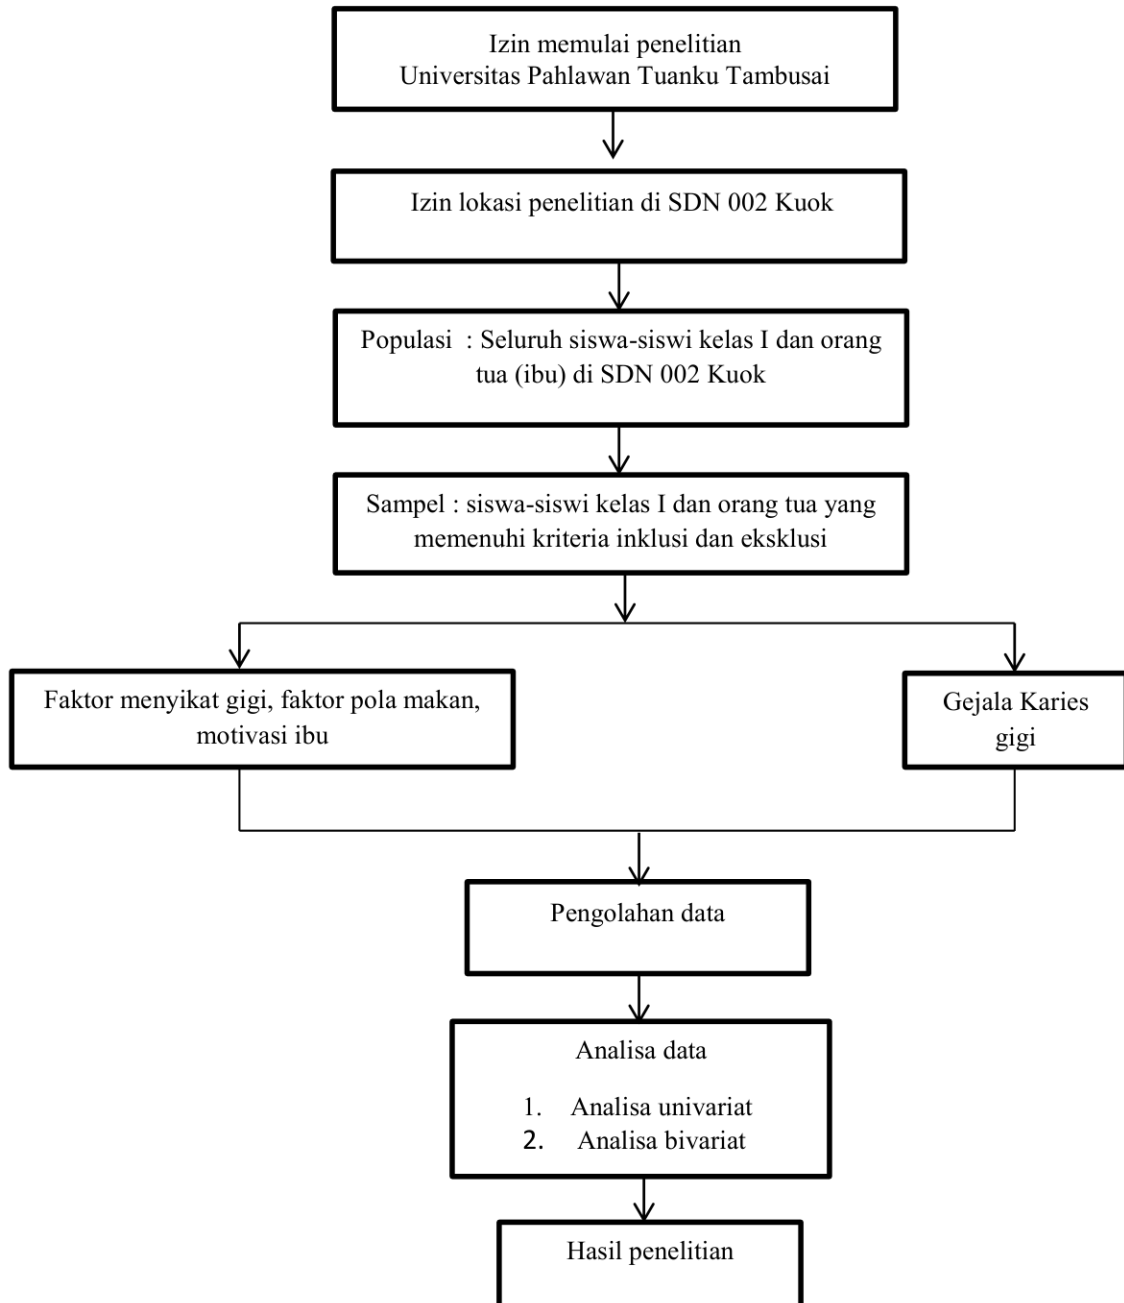 Izin memulai penelitian
Universitas Pahlawan Tuanku Tambusai
Izin lokasi penelitian di SDN 002 Kuok
Populasi : Seluruh siswa-siswi kelas I dan orang
tua (ibu) di SDN 002 Kuok
Sampel : siswa-siswi kelas I dan orang tua yang
memenuhi kriteria inklusi dan eksklusi
Faktor menyikat gigi, faktor pola makan,
motivasi ibu
Gejala Karies
gigi
Pengolahan data
Analisa data
1. Analisa univariat
2. Analisa bivariat
Hasil penelitian